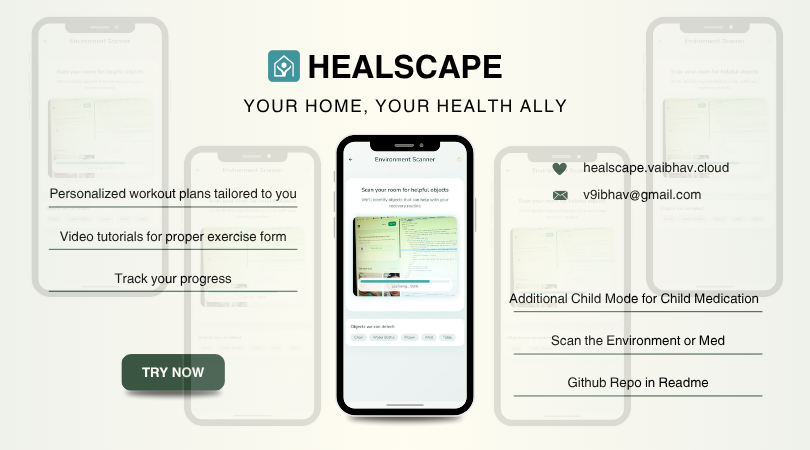 HEALSCAPE
YOUR HOME, YOUR HEALTH ALLY
Personalized workout plans tailored to you
Video tutorials for proper exercise form
Track your progress
TRY NOW
Environment Scanner
Scan your room for helpful objects
We'll identify objects that can help with your
recovery routine
Objects we can detect:
Chair
Water Bottle
Pillow
Wall
Table
healscape.vaibhav.cloud
v9ibhav@gmail.com
Additional Child Mode for Child Medication
Scan the Environment or Med
Github Repo in Readme